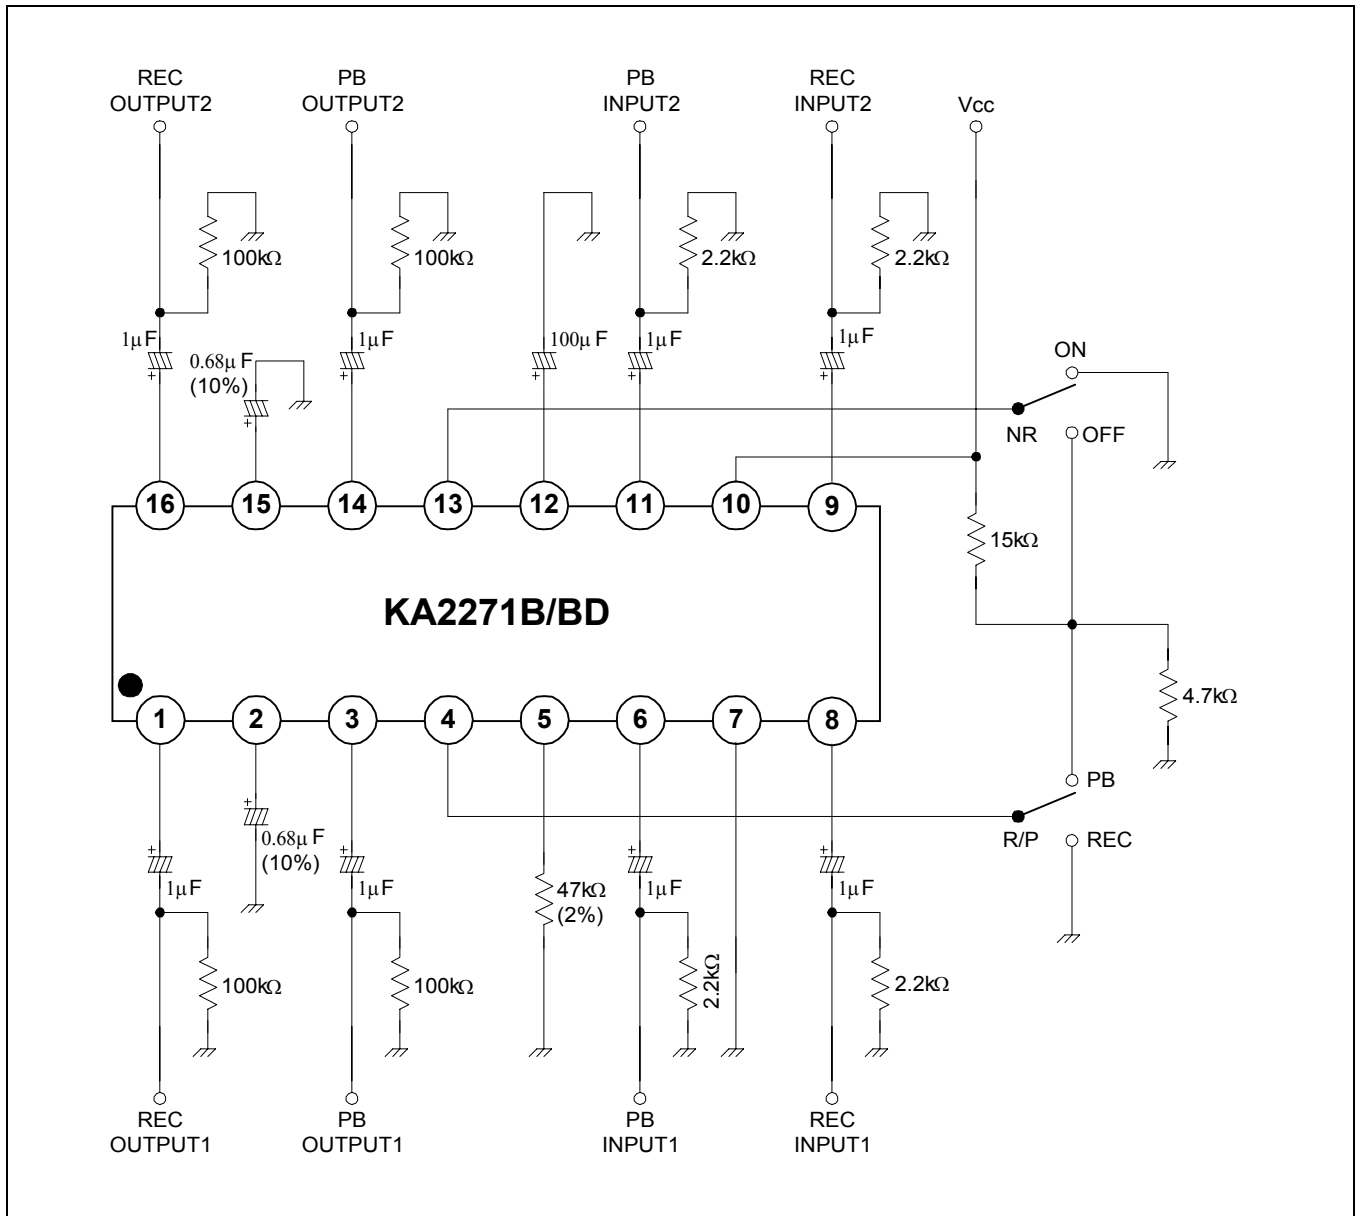 REC
OUTPUT2
PB
OUTPUT2
PB
INPUT2
REC
INPUT2
Vcc
100kΩ
100kΩ
2.2kΩ
2.2kΩ
1μF
+
0.68μF
(10%)
+
1μF
+
100μF
+
1μF
+
1μF
+
ON
NR
OFF
16
15
14
13
12
11
10
9
15kΩ
KA2271B/BD
4.7kΩ
1
2
3
4
5
6
7
8
PB
R/P
REC
+
1μF
+
0.68μF
(10%)
+
1μF
47kΩ
(2%)
+
1μF
+
1μF
100kΩ
100kΩ
2.2kΩ
2.2kΩ
REC
OUTPUT1
PB
OUTPUT1
PB
INPUT1
REC
INPUT1